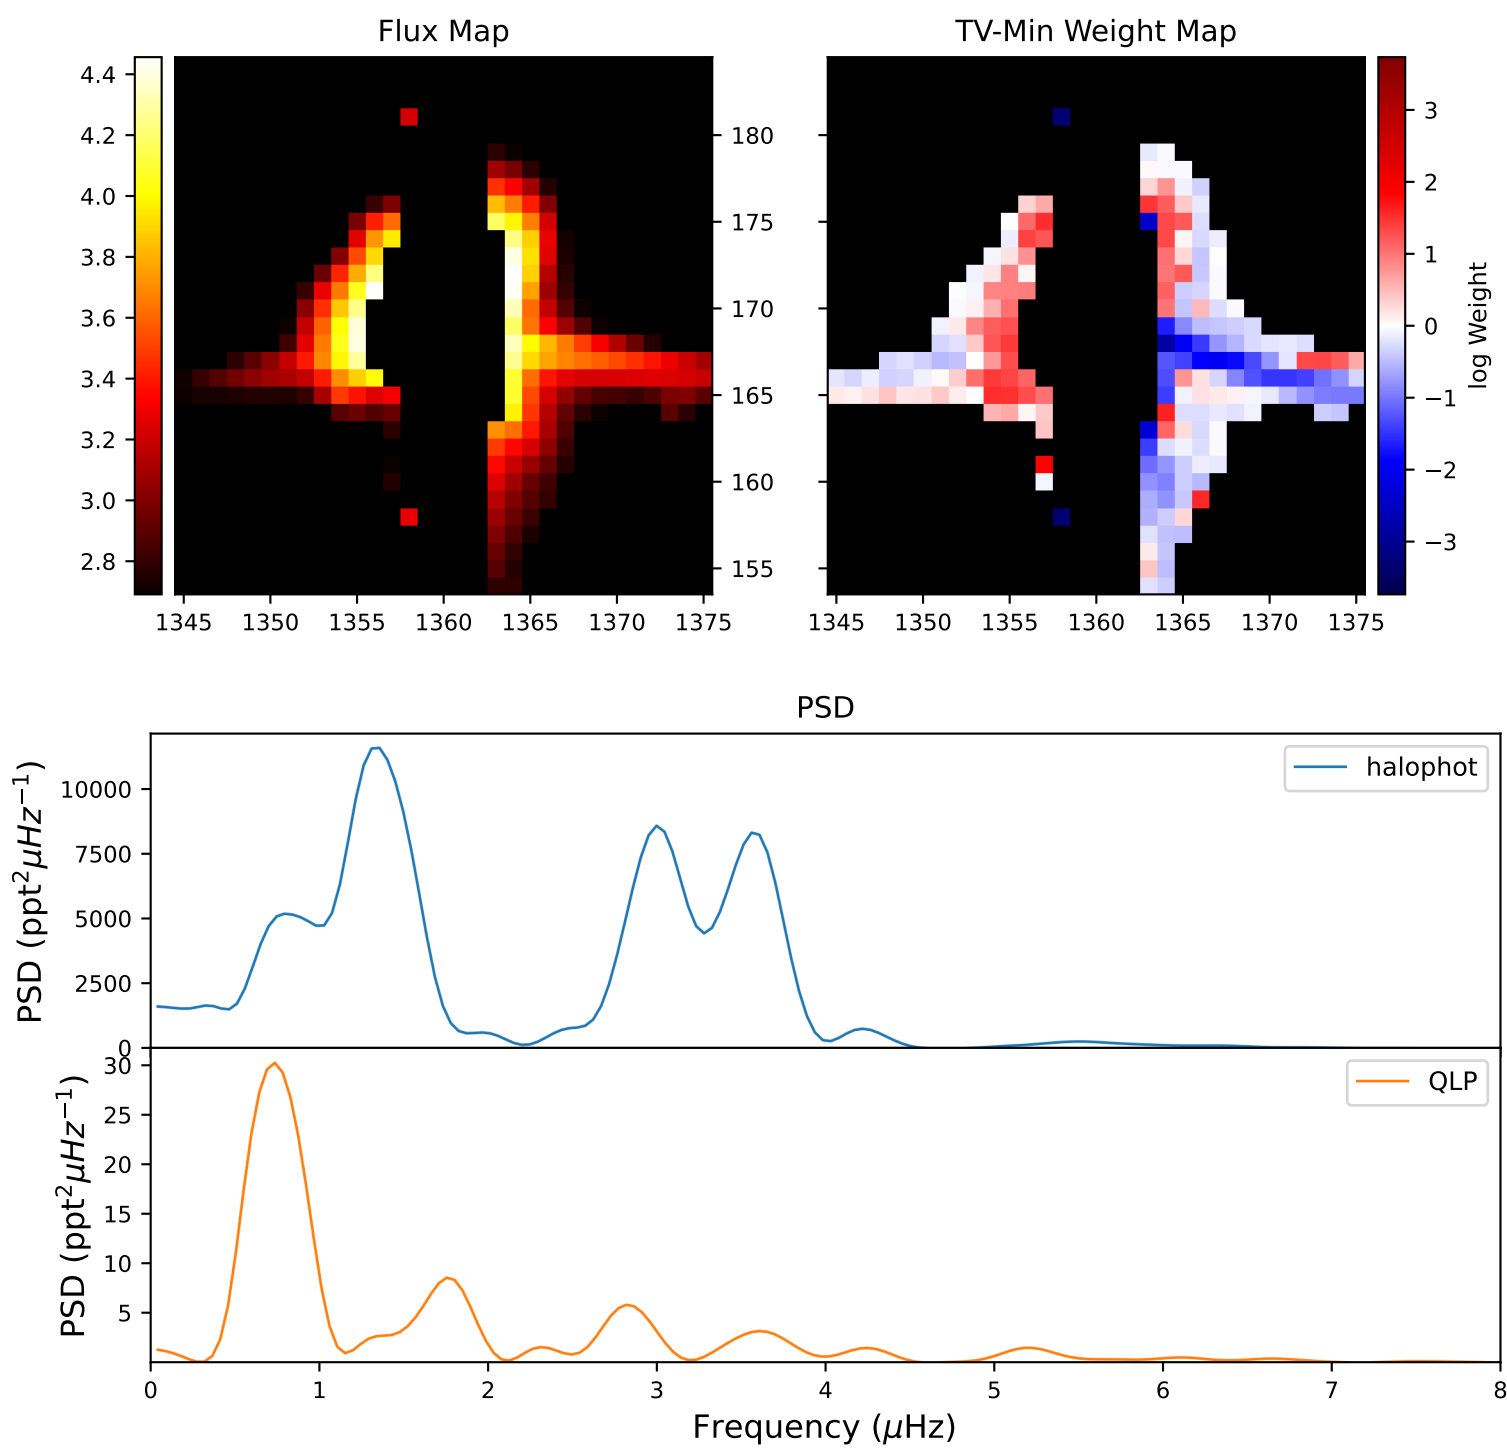 Flux Map
TV-Min Weight Map
4.4
4.2
4.0
3.8
3.6
3.4
3.2
3.0
2.8
180
175
170
165
160
155
1345 1350 1355 1360 1365 1370 1375
1345 1350 1355 1360 1365 1370 1375
3
2
1
0
−1
−2
−3
log Weight
PSD
PSD (ppt²μHz⁻¹)
10000
7500
5000
2500
0
halophot
PSD (ppt²μHz⁻¹)
30
25
20
15
10
5
QLP
0 1 2 3 4 5 6 7 8
Frequency (μHz)